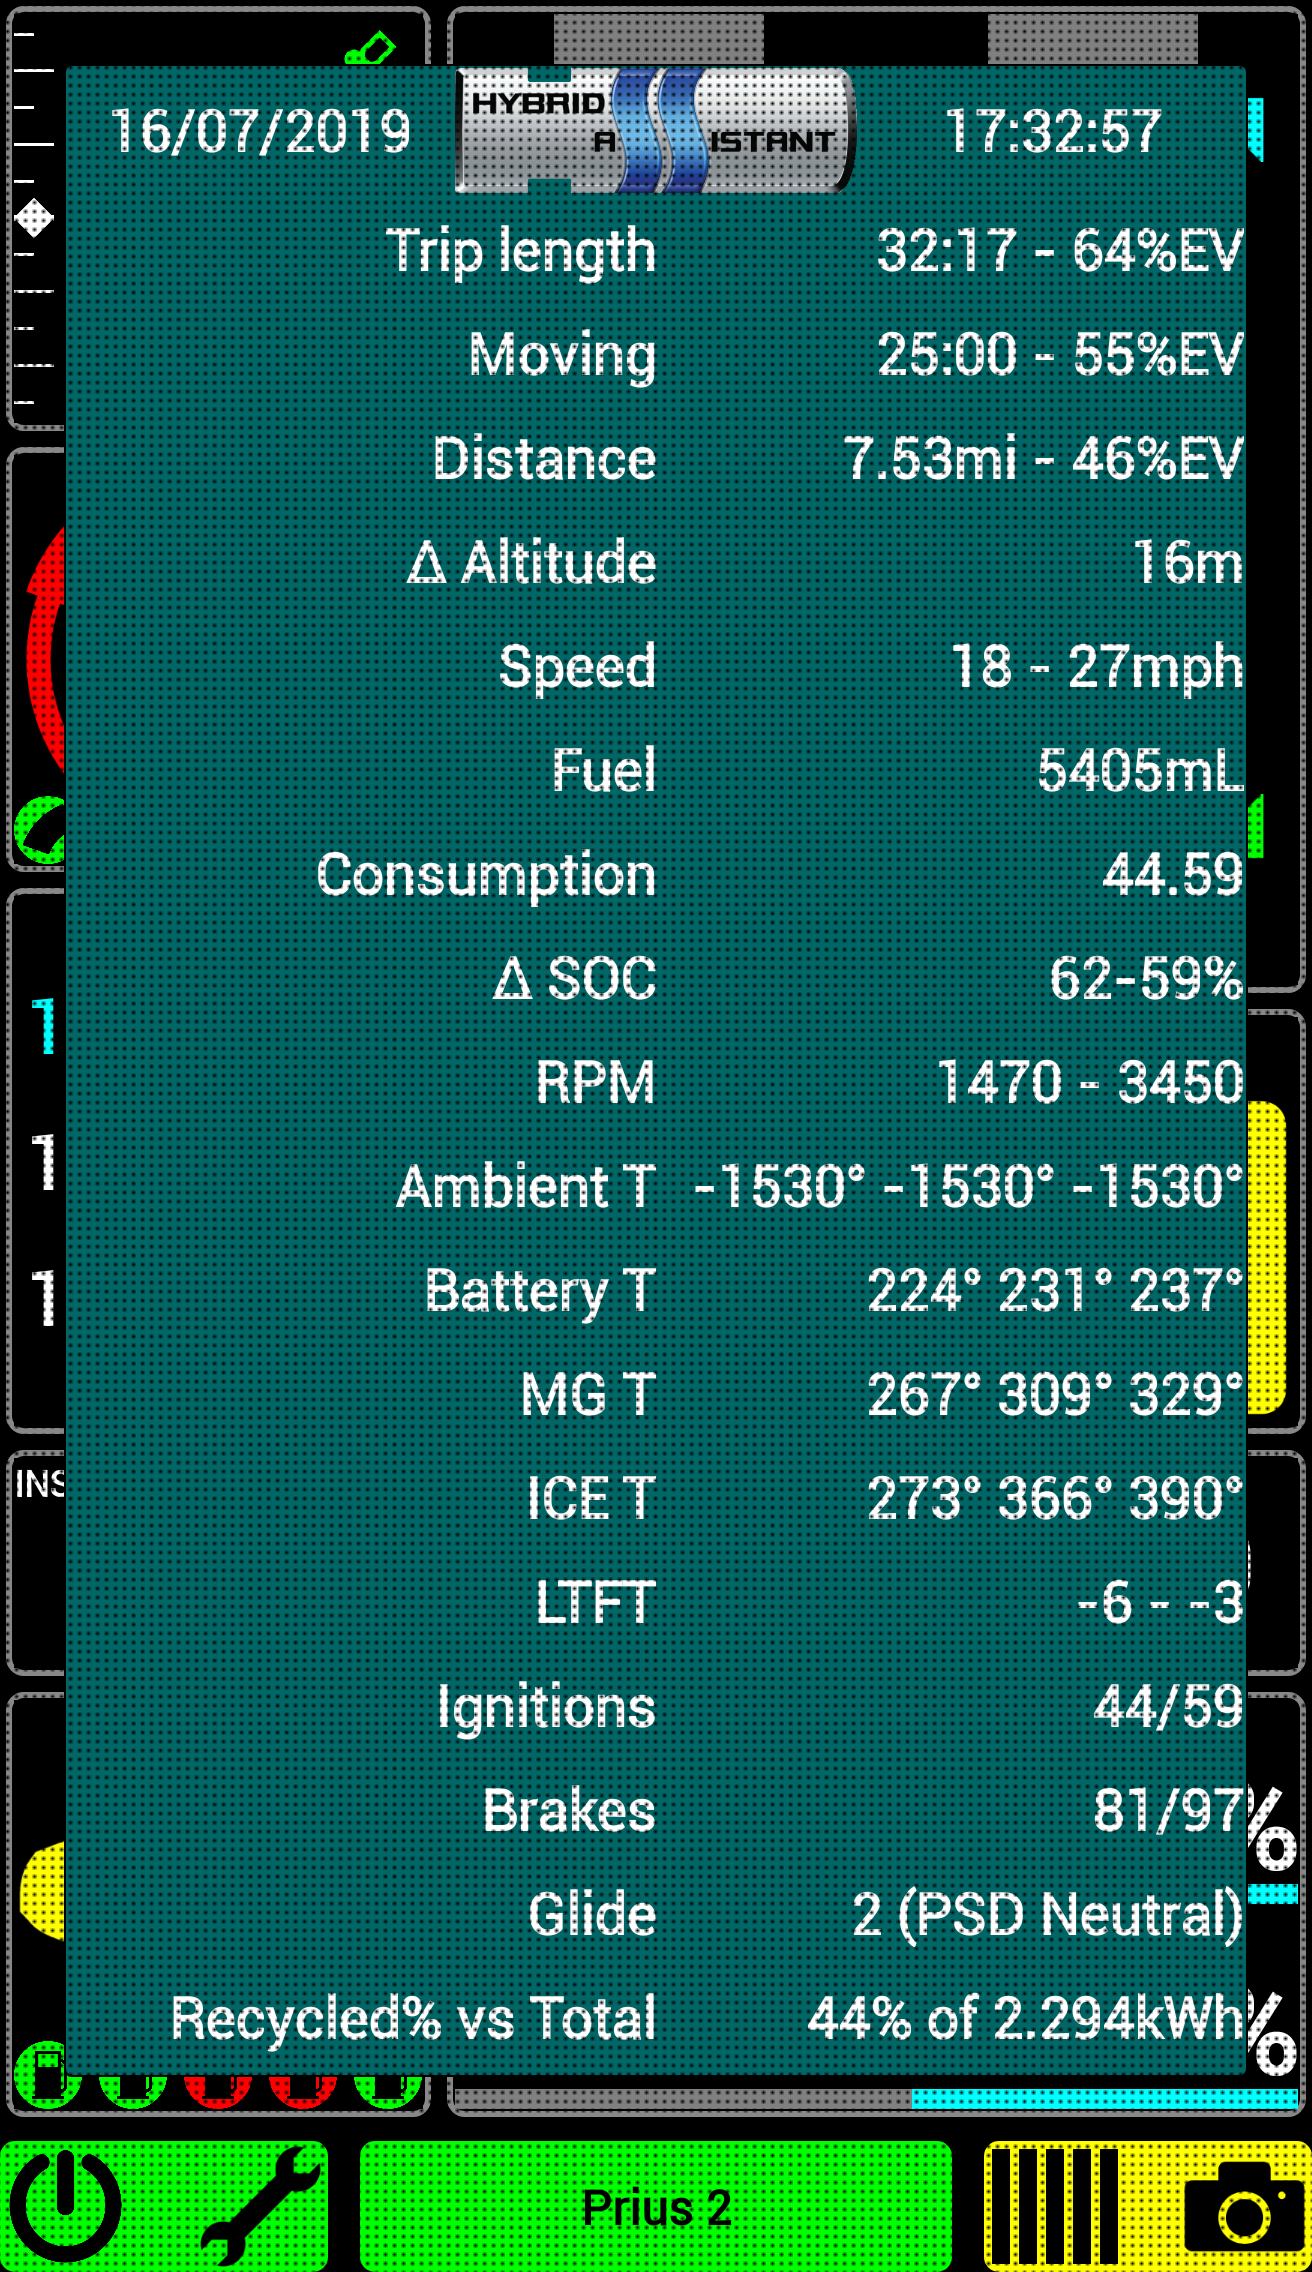 16/07/2019
HYBRID
A ISTANT
17:32:57
Trip length 32:17 - 64%EV
Moving 25:00 - 55%EV
Distance 7.53mi - 46%EV
Δ Altitude 16m
Speed 18 - 27mph
Fuel 5405mL
Consumption 44.59
Δ SOC 62-59%
RPM 1470 - 3450
Ambient T -1530° -1530° -1530°
Battery T 224° 231° 237°
MG T 267° 309° 329°
ICE T 273° 366° 390°
LTFT -6 - -3
Ignitions 44/59
Brakes 81/97
Glide 2 (PSD Neutral)
Recycled% vs Total 44% of 2.294kWh
1
1
1
INS
%
%
Prius 2